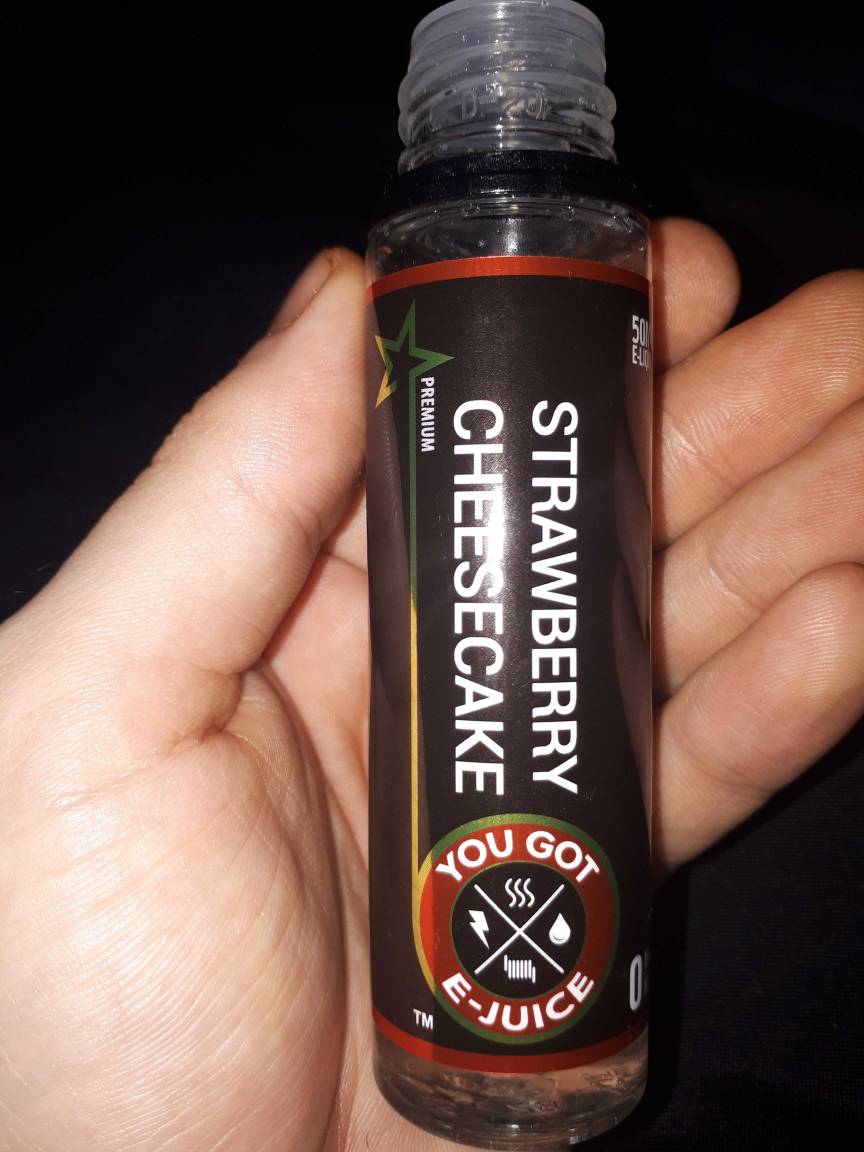 PREMIUM
STRAWBERRY
CHEESECAKE
YOU GOT
E-JUICE
TM